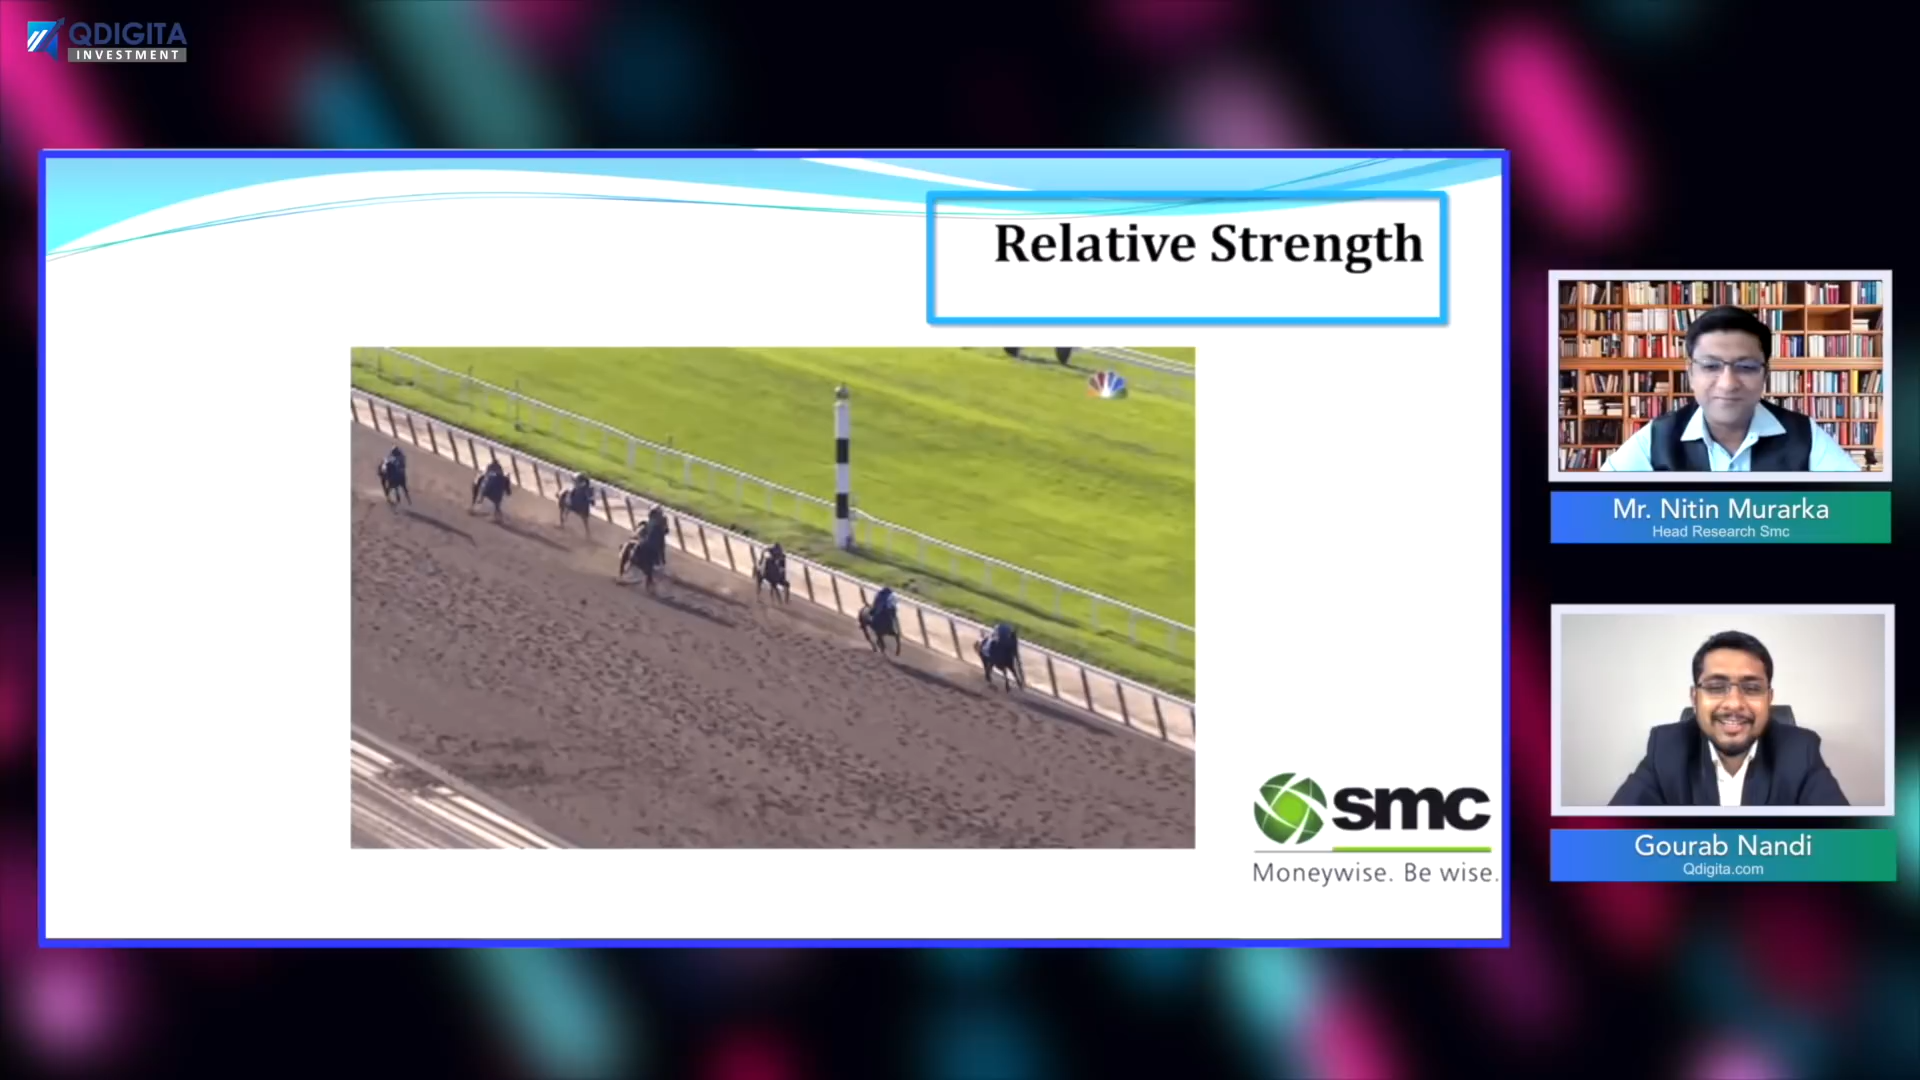 QDIGITA
INVESTMENT
Relative Strength
smc
Moneywise. Be wise.
Mr. Nitin Murarka
Head Research Smc
Gourab Nandi
Qdigita.com